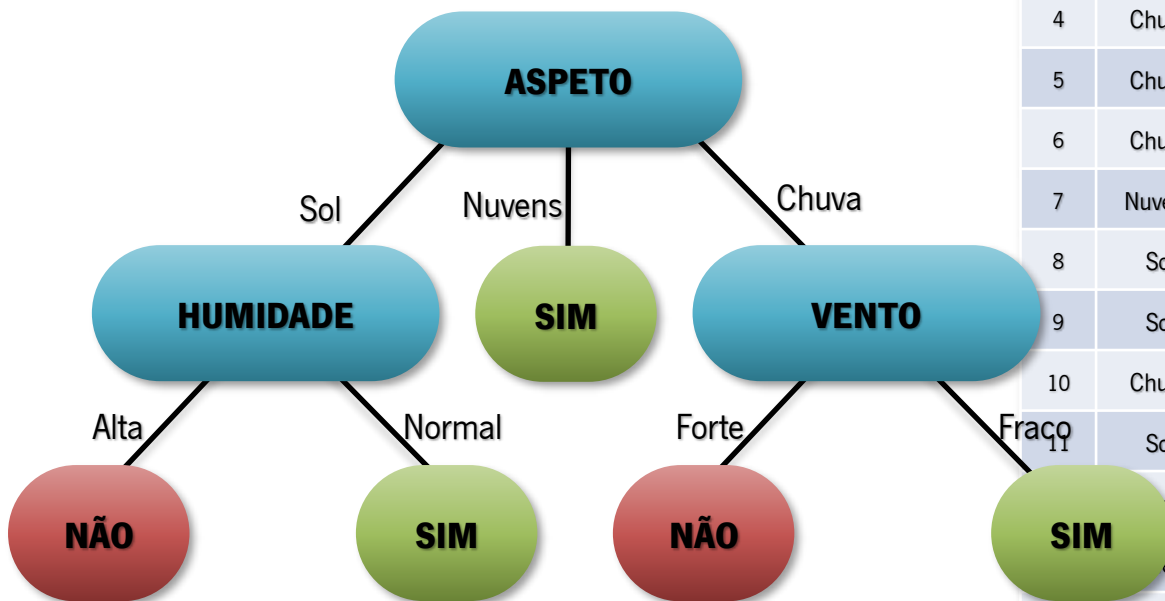 ASPETO
Sol
Nuvens
Chuva
HUMIDADE
SIM
VENTO
Alta
Normal
Forte
Fraco
NÃO
SIM
NÃO
SIM
4
5
6
7
8
9
10
11